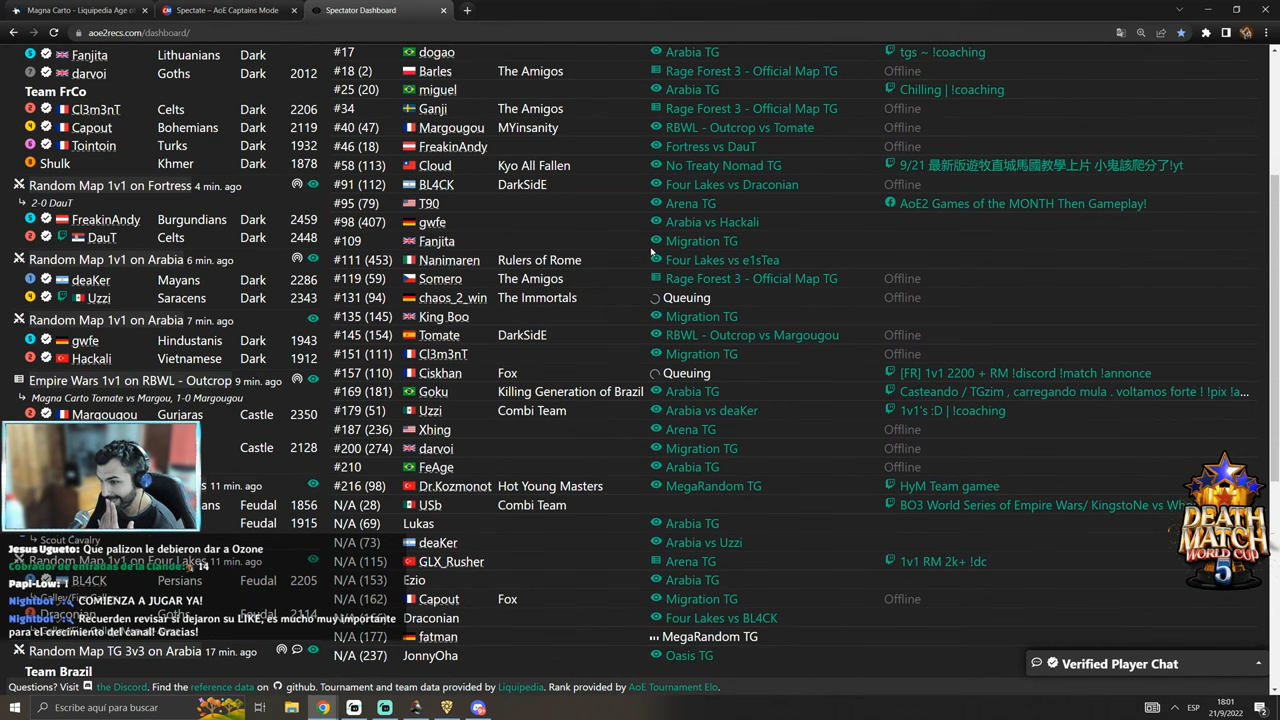 Magna Carto - Liquipedia Age of
Spectate – AoE Captains Mode
Spectator Dashboard
aoe2recs.com/dashboard/
Fanjita Lithuanians Dark
darvoi Goths Dark 2012
Team FrCo
Cl3m3nT Celts Dark 2206
Capout Bohemians Dark 2119
Tointoin Turks Dark 1932
Shulk Khmer Dark 1878
Random Map 1v1 on Fortress 4 min. ago
2-0 DauT
FreakinAndy Burgundians Dark 2459
DauT Celts Dark 2448
Random Map 1v1 on Arabia 6 min. ago
deaKer Mayans Dark 2286
Uzzi Saracens Dark 2343
Random Map 1v1 on Arabia 7 min. ago
gwfe Hindustanis Dark 1943
Hackali Vietnamese Dark 1912
Empire Wars 1v1 on RBWL - Outcrop 9 min. ago
Magna Carto Tomate vs Margou, 1-0 Margoudavez
Margougou Gurjaras Castle 2350
Castle 2128
11 min. ago
Feudal 1856
Feudal 1915
Scout Cavalry
Random Map 1v1 on Four Lakes 11 min. ago
BL4CK Persians Feudal 2205
Draconian Goths Feudal 2114
Random Map TG 3v3 on Arabia 17 min. ago
Team Brazil
#17 dogao Arabia TG tgs ~ !coaching
#18 (2) Barles The Amigos Rage Forest 3 - Official Map TG Offline
#25 (20) miguel Arabia TG Chilling | !coaching
#34 Ganji The Amigos Rage Forest 3 - Official Map TG Offline
#40 (47) Margougou MYinsanity RBWL - Outcrop vs Tomate Offline
#46 (18) FreakinAndy Fortress vs DauT Offline
#58 (113) Cloud Kyo All Fallen No Treaty Nomad TG 9/21 最新版遊牧直城馬國教學上片 小鬼該爬分了!yt
#91 (112) BL4CK DarkSidE Four Lakes vs Draconian Offline
#95 (79) T90 Arena TG AoE2 Games of the MONTH Then Gameplay!
#98 (407) gwfe Arabia vs Hackali
#109 Fanjita Migration TG Offline
#111 (453) Nanimaren Rulers of Rome Four Lakes vs e1sTea
#119 (59) Somero The Amigos Rage Forest 3 - Official Map TG Offline
#131 (94) chaos_2_win The Immortals Queuing Offline
#135 (145) King Boo Migration TG
#145 (154) Tomate DarkSidE RBWL - Outcrop vs Margougou Offline
#151 (111) Cl3m3nT Migration TG Offline
#157 (110) Ciskhan Fox Queuing [FR] 1v1 2200 + RM !discord !match !annonce
#169 (181) Goku Killing Generation of Brazil Arabia TG Casteando / TGzim , carregando mula . voltamos forte ! !pix !a...
#179 (51) Uzzi Combi Team Arabia vs deaKer 1v1's :D | !coaching
#187 (236) Xhing Arena TG Offline
#200 (274) darvoi Migration TG Offline
#210 FeAge Arabia TG Offline
#216 (98) Dr.Kozmonot Hot Young Masters MegaRandom TG HyM Team gamee
N/A (28) USb Combi Team BO3 World Series of Empire Wars/ KingstoNe vs
N/A (69) Lukas Arabia TG
N/A (73) deaKer Arabia vs Uzzi
N/A (115) GLX_Rusher Arena TG 1v1 RM 2k+ !dc
N/A (153) Ezio Arabia TG
N/A (162) Capout Fox Migration TG Offline
Draconian Four Lakes vs BL4CK
N/A (177) fatman MegaRandom TG
N/A (237) JonnyOha Oasis TG
Jesus Ugueto: Que palizon le debieron dar a Ozone
Cobrador de entradas de la Clande: 14
Papi-Low: !
Nightbot: COMIENZA A JUGAR YA!
Nightbot: Recuerden revisar si dejaron su LIKE, es mucho muy importante para el crecimiento del canal! Gracias!
DEATH MATCH
WORLD CUP
5
Verified Player Chat
Questions? Visit the Discord. Find the reference data on github. Tournament and team data provided by Liquipedia. Rank provided by AoE Tournament Elo.
Escribe aquí para buscar
ESP
18:01
21/9/2022
2